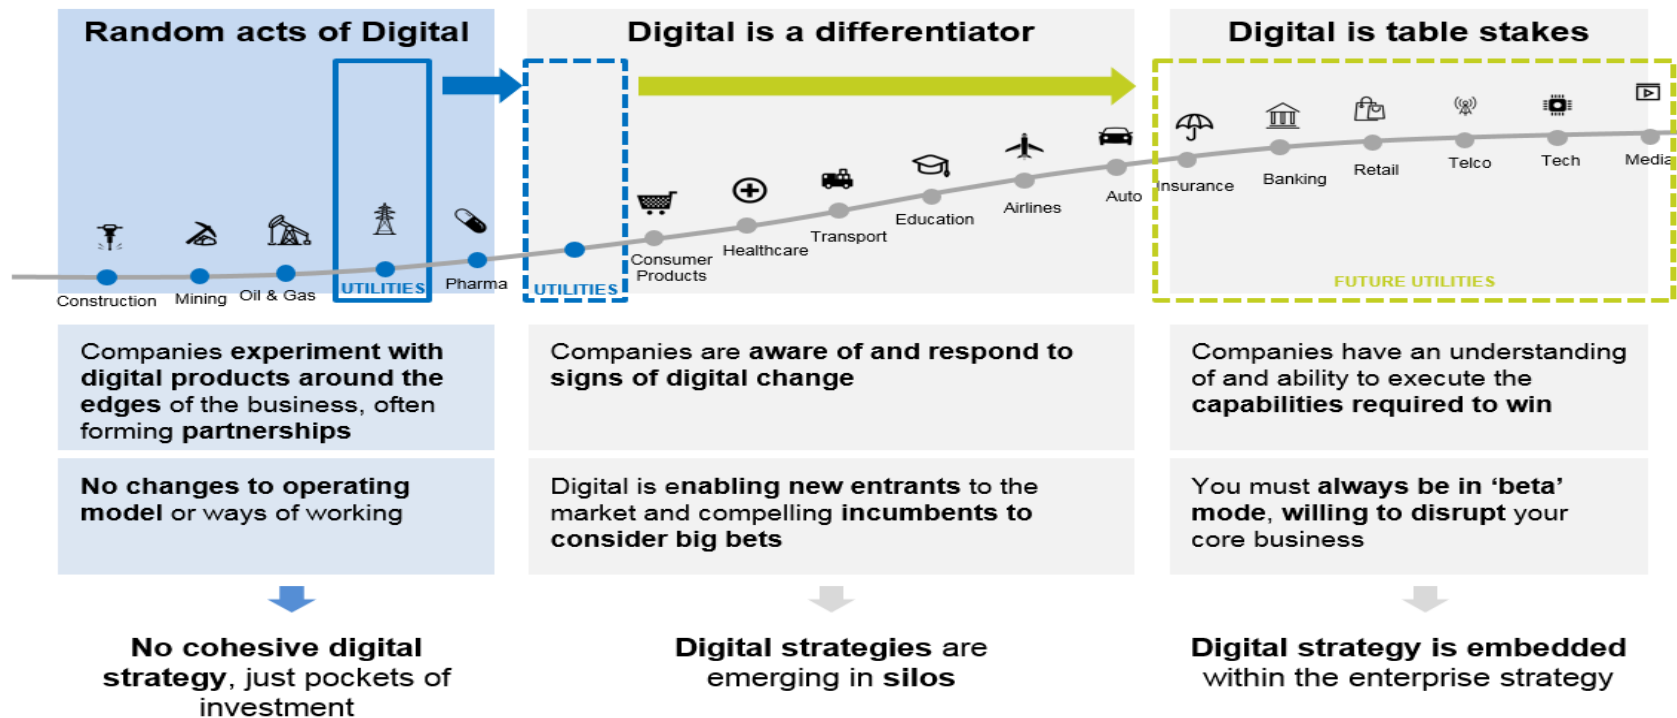 Random acts of Digital
Digital is a differentiator
Digital is table stakes
Construction
Mining
Oil & Gas
UTILITIES
Pharma
UTILITIES
Consumer
Products
Healthcare
Transport
Education
Airlines
Auto
Insurance
Banking
Retail
Telco
Tech
Media
FUTURE UTILITIES
Companies experiment with
digital products around the
edges of the business, often
forming partnerships
Companies are aware of and respond to
signs of digital change
Companies have an understanding
of and ability to execute the
capabilities required to win
No changes to operating
model or ways of working
Digital is enabling new entrants to the
market and compelling incumbents to
consider big bets
You must always be in ‘beta’
mode, willing to disrupt your
core business
No cohesive digital
strategy, just pockets of
investment
Digital strategies are
emerging in silos
Digital strategy is embedded
within the enterprise strategy